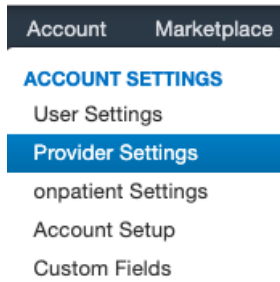 Account Marketplace
ACCOUNT SETTINGS
User Settings
Provider Settings
onpatient Settings
Account Setup
Custom Fields